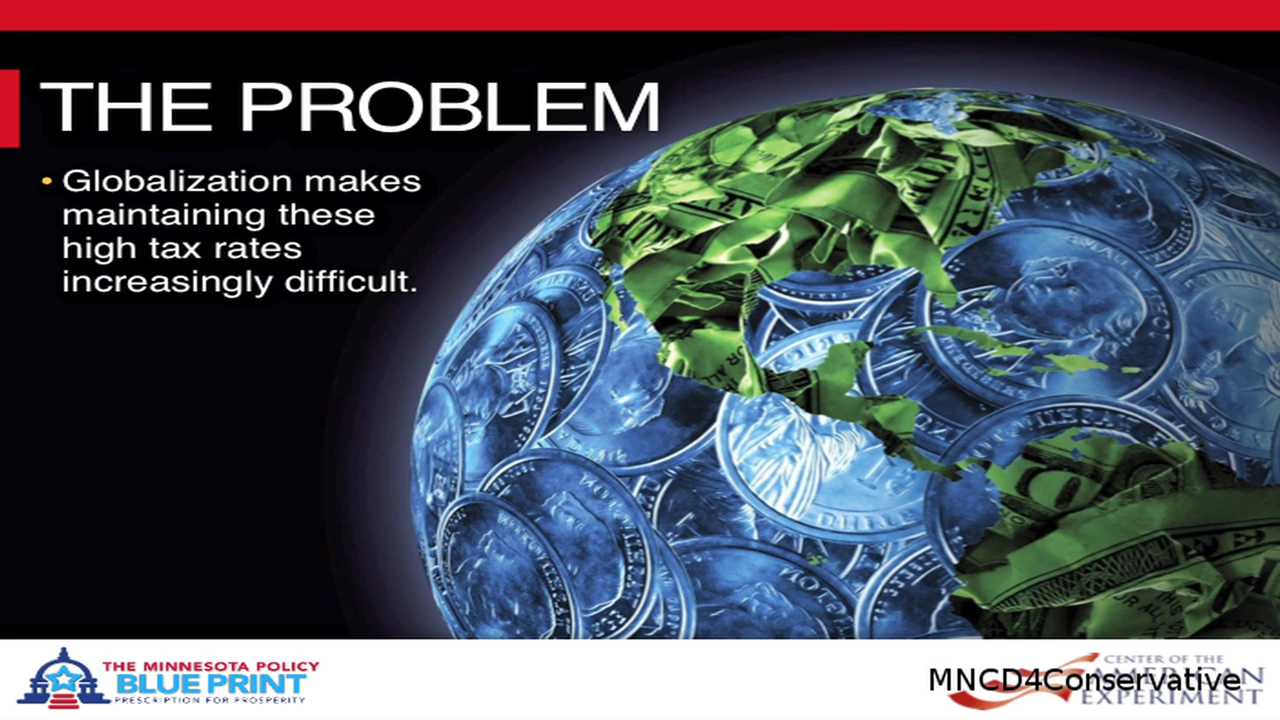 THE PROBLEM
• Globalization makes
maintaining these
high tax rates
increasingly difficult.
THE MINNESOTA POLICY
BLUE PRINT
PRESCRIPTION FOR PROSPERITY
CENTER OF THE
AMERICAN
EXPERIMENT
MNCD4Conservative